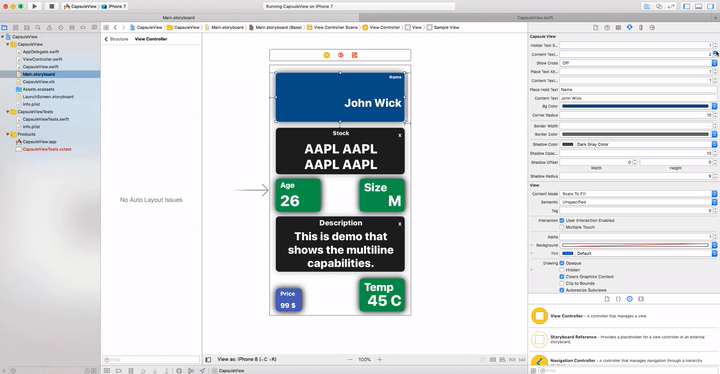 CapsuleView
iPhone 7
Running CapsuleView on iPhone 7
Main.storyboard
CapsuleView.swift
CapsuleView
CapsuleView
Main.storyboard
Main.storyboard (Base)
View Controller Scene
View Controller
View
Sample View
CapsuleView
CapsuleView
AppDelegate.swift
ViewController.swift
CapsuleView.swift
Main.storyboard
CapsuleView.xib
Assets.xcassets
LaunchScreen.storyboard
Info.plist
CapsuleViewTests
CapsuleViewTests.swift
Info.plist
Products
CapsuleView.app
CapsuleViewTests.xctest
Structure
View Controller
No Auto Layout Issues
Name
John Wick
Stock
x
AAPL AAPL
AAPL AAPL
Age
26
Size
M
Description
x
This is demo that
shows the multiline
capabilities.
Price
99 $
Temp
45 C
Filter
View as: iPhone 8 (wC hR)
100%
CapsuleView
Capsule View
Holder Text S... 1
Content Text... 2
Show Cross Off
Place Text Ali... 1
Content Text... 1
Place Hold Text Name
Content Text John Wick
Bg Color
Corner Radius 10
Border Width
Border Color
Shadow Color Dark Gray Color
Shadow Opac... 10
Shadow Offset 0 0
Width Height
Shadow Radius 9
View
Content Mode Scale To Fill
Semantic Unspecified
Tag 0
Interaction User Interaction Enabled
Multiple Touch
Alpha 1
Background
Tint Default
Drawing Opaque
Hidden
Clears Graphics Context
Clip to Bounds
Autoresize Subviews
View Controller - A controller that manages a view.
Storyboard Reference - Provides a placeholder for a view controller in an external storyboard.
Navigation Controller - A controller that manages navigation through a hierarchy
Filter